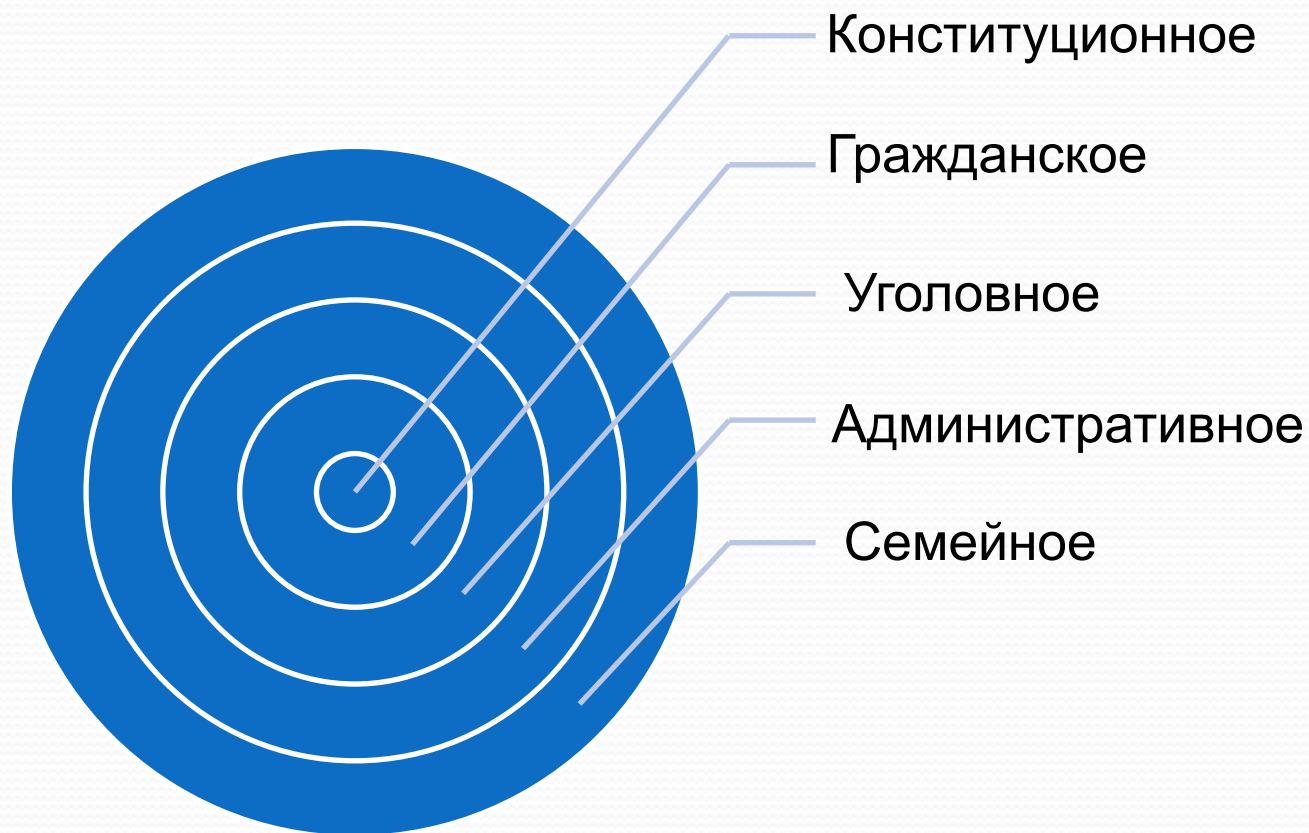 Конституционное
Гражданское
Уголовное
Административное
Семейное